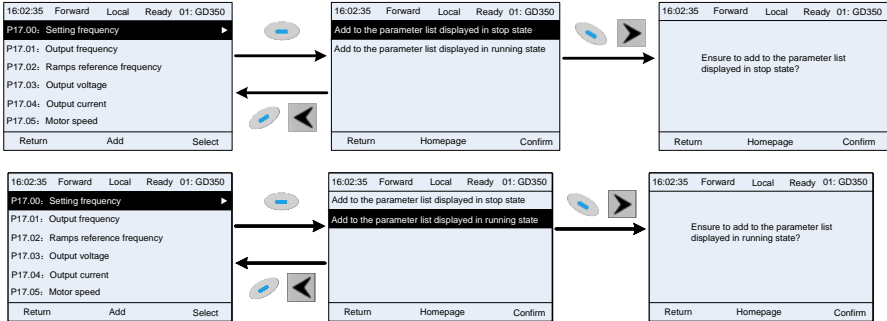 16:02:35 Forward Local Ready 01: GD350
P17.00: Setting frequency
P17.01: Output frequency
P17.02: Ramps reference frequency
P17.03: Output voltage
P17.04: Output current
P17.05: Motor speed
Return Add Select
16:02:35 Forward Local Ready 01: GD350
Add to the parameter list displayed in stop state
Add to the parameter list displayed in running state
Return Homepage Confirm
16:02:35 Forward Local Ready 01: GD350
Ensure to add to the parameter list
displayed in stop state?
Return Homepage Confirm
16:02:35 Forward Local Ready 01: GD350
P17.00: Setting frequency
P17.01: Output frequency
P17.02: Ramps reference frequency
P17.03: Output voltage
P17.04: Output current
P17.05: Motor speed
Return Add Select
16:02:35 Forward Local Ready 01: GD350
Add to the parameter list displayed in stop state
Add to the parameter list displayed in running state
Return Homepage Confirm
16:02:35 Forward Local Ready 01: GD350
Ensure to add to the parameter list
displayed in running state?
Return Homepage Confirm